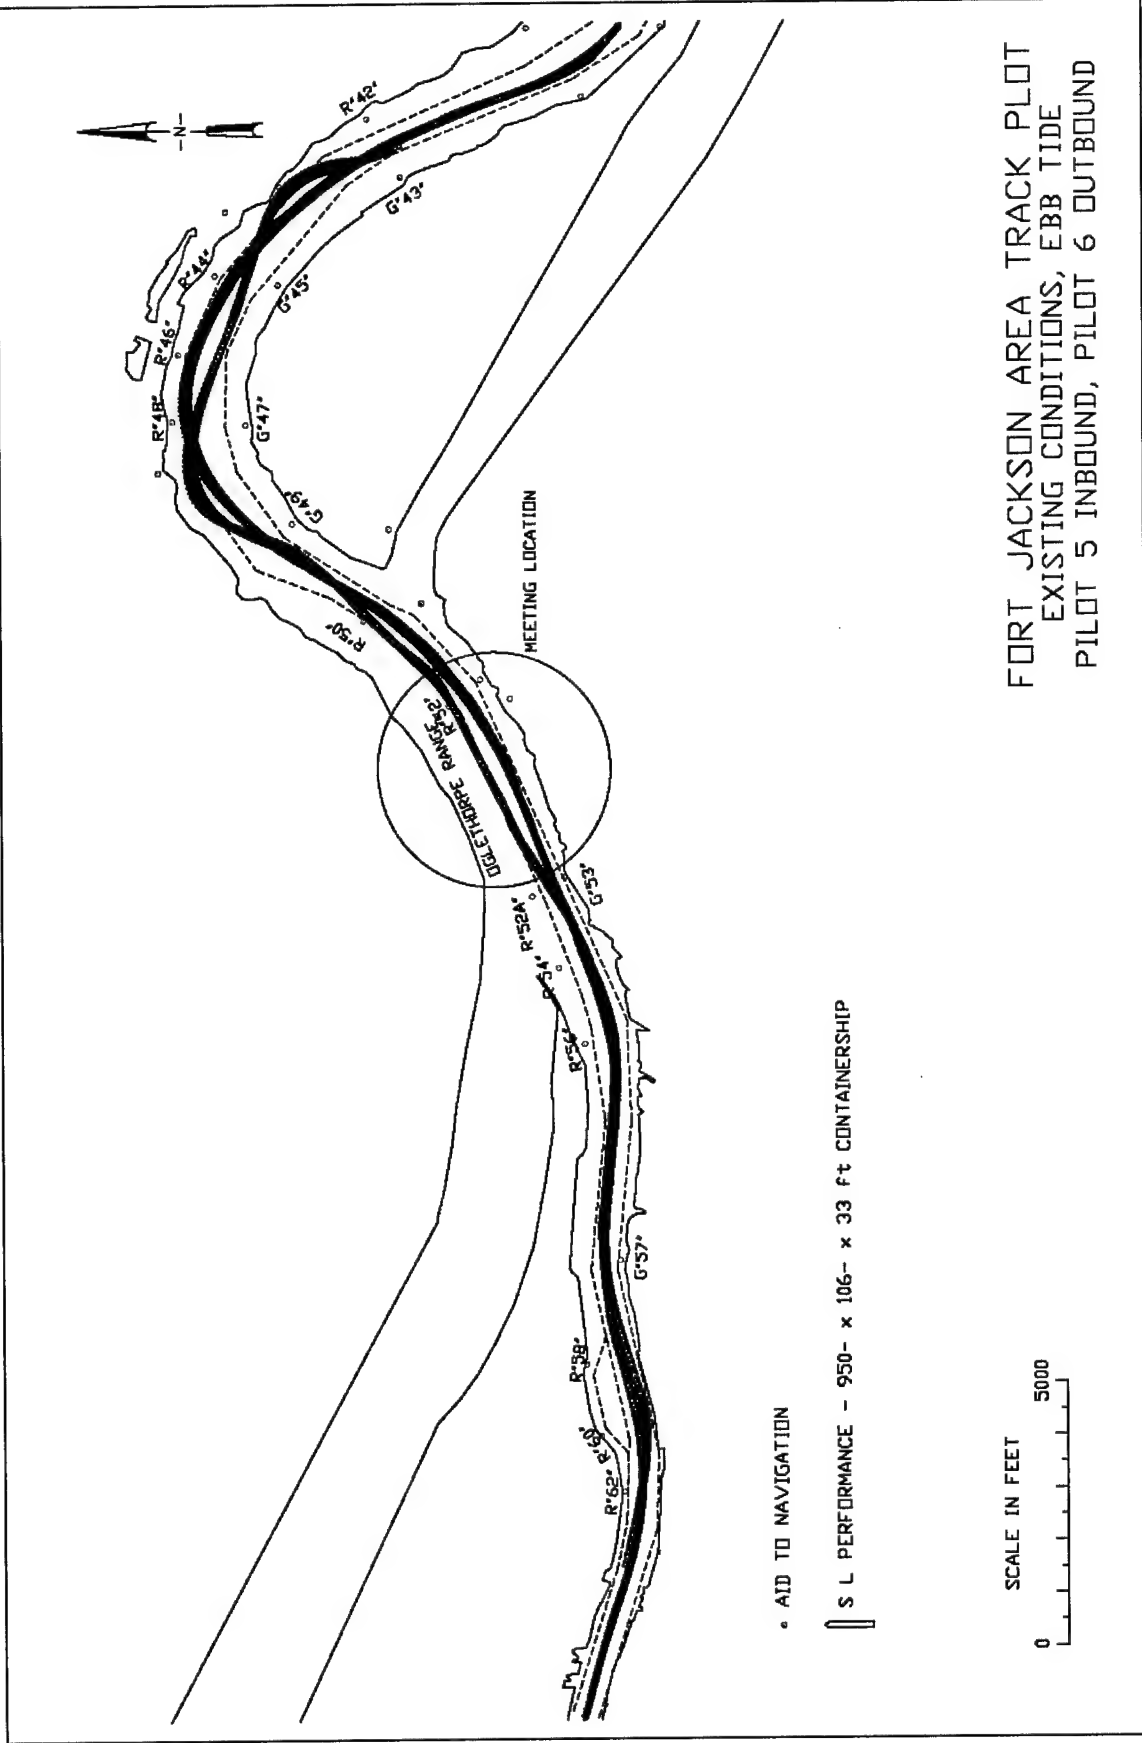 FORT JACKSON AREA TRACK PLOT
EXISTING CONDITIONS, EBB TIDE
PILOT 5 INBOUND, PILOT 6 OUTBOUND
-N-
R"42"
G"43"
R"44"
G"45"
R"46"
G"47"
R"48"
G"49"
R"50"
OGLETHORPE RANGE
R"52"
MEETING LOCATION
R"52A"
G"53"
R"54"
R"56"
G"57"
R"58"
R"60"
R"62"
AID TO NAVIGATION
S L PERFORMANCE - 950- x 106- x 33 ft CONTAINERSHIP
SCALE IN FEET
0 5000